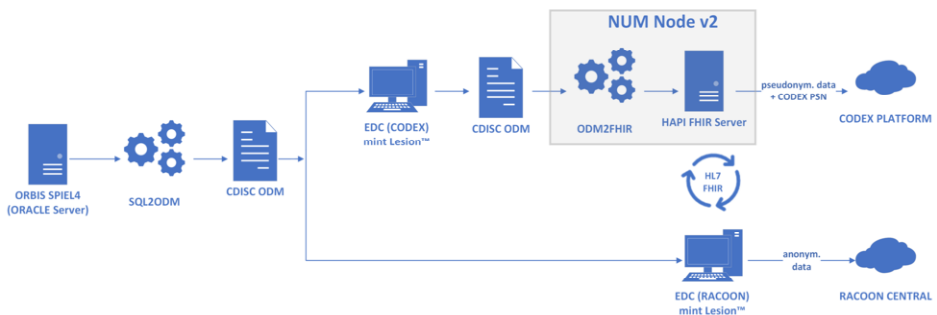 NUM Node v2
EDC (CODEX)
mint Lesion™
CDISC ODM
ODM2FHIR
HAPI FHIR Server
pseudonym. data
+ CODEX PSN
CODEX PLATFORM
ORBIS SPIEL4
(ORACLE Server)
SQL2ODM
CDISC ODM
HL7
FHIR
EDC (RACOON)
mint Lesion™
anonym.
data
RACOON CENTRAL